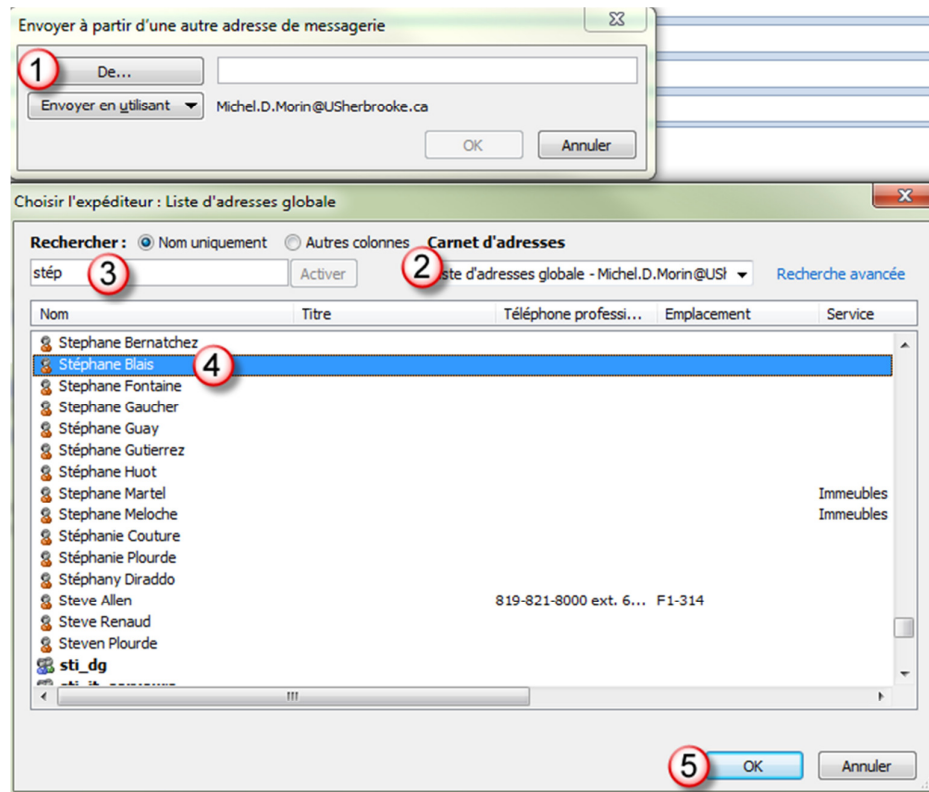 Envoyer à partir d'une autre adresse de messagerie
1 De...
Envoyer en utilisant Michel.D.Morin@USherbrooke.ca
OK Annuler
Choisir l'expéditeur : Liste d'adresses globale
Rechercher : Nom uniquement Autres colonnes Carnet d'adresses
stép 3 Activer 2 ste d'adresses globale - Michel.D.Morin@USI Recherche avancée
Nom Titre Téléphone professi... Emplacement Service
Stephane Bernatchez
Stéphane Blais 4
Stephane Fontaine
Stephane Gaucher
Stéphane Guay
Stephane Gutierrez
Stéphane Huot
Stephane Martel Immeubles
Stephane Meloche Immeubles
Stéphanie Couture
Stéphanie Plourde
Stéphany Diraddo
Steve Allen 819-821-8000 ext. 6... F1-314
Steve Renaud
Steven Plourde
sti_dg
5 OK Annuler